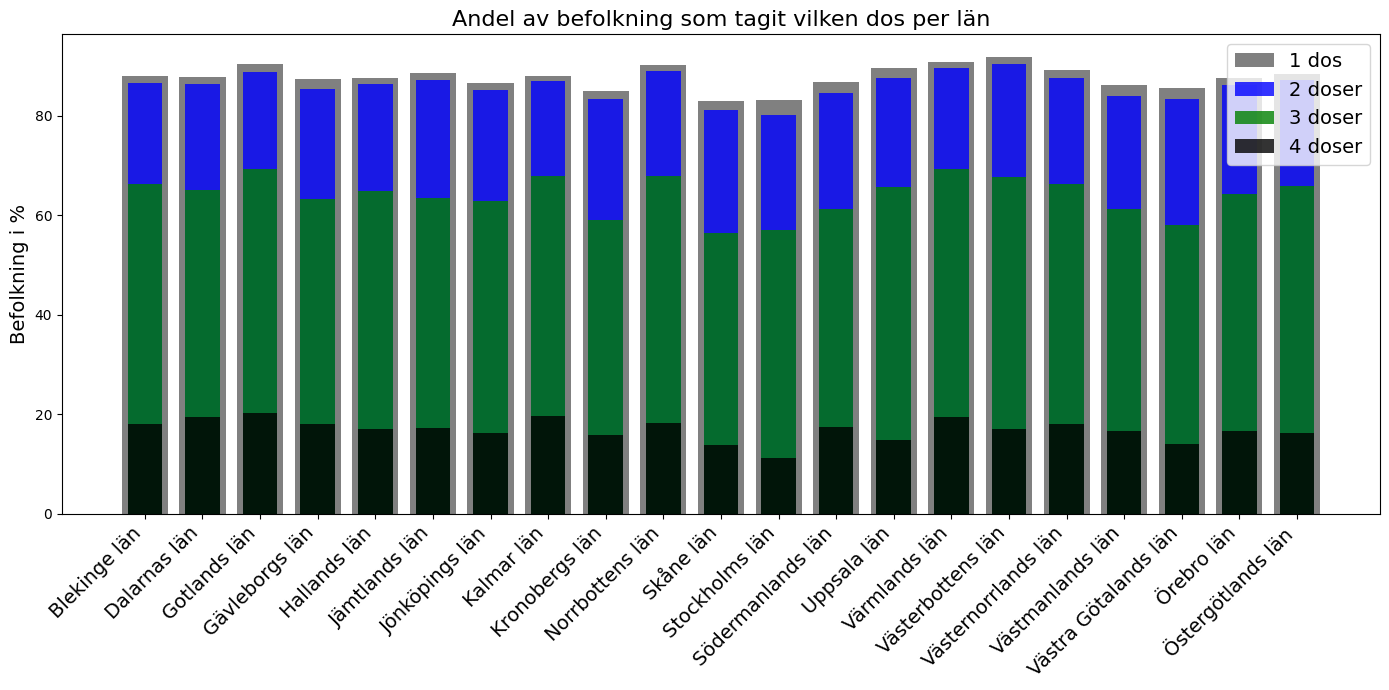 Andel av befolkning som tagit vilken dos per län
1 dos
2 doser
3 doser
4 doser
Befolkning i %
80
60
40
20
0
Blekinge län
Dalarnas län
Gotlands län
Gävleborgs län
Hallands län
Jämtlands län
Jönköpings län
Kalmar län
Kronobergs län
Norrbottens län
Skåne län
Stockholms län
Södermanlands län
Uppsala län
Värmlands län
Västerbottens län
Västernorrlands län
Västmanlands län
Västra Götalands län
Örebro län
Östergötlands län